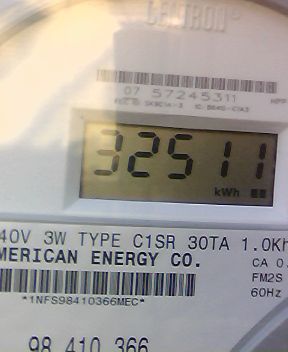 CENTRON®
07 57245311
32511
kWh
40V 3W TYPE C1SR 30TA 1.0Kh
MERICAN ENERGY CO.
CA 0.
FM2S
*1NFS98410366MEC*
60Hz
98 410 366